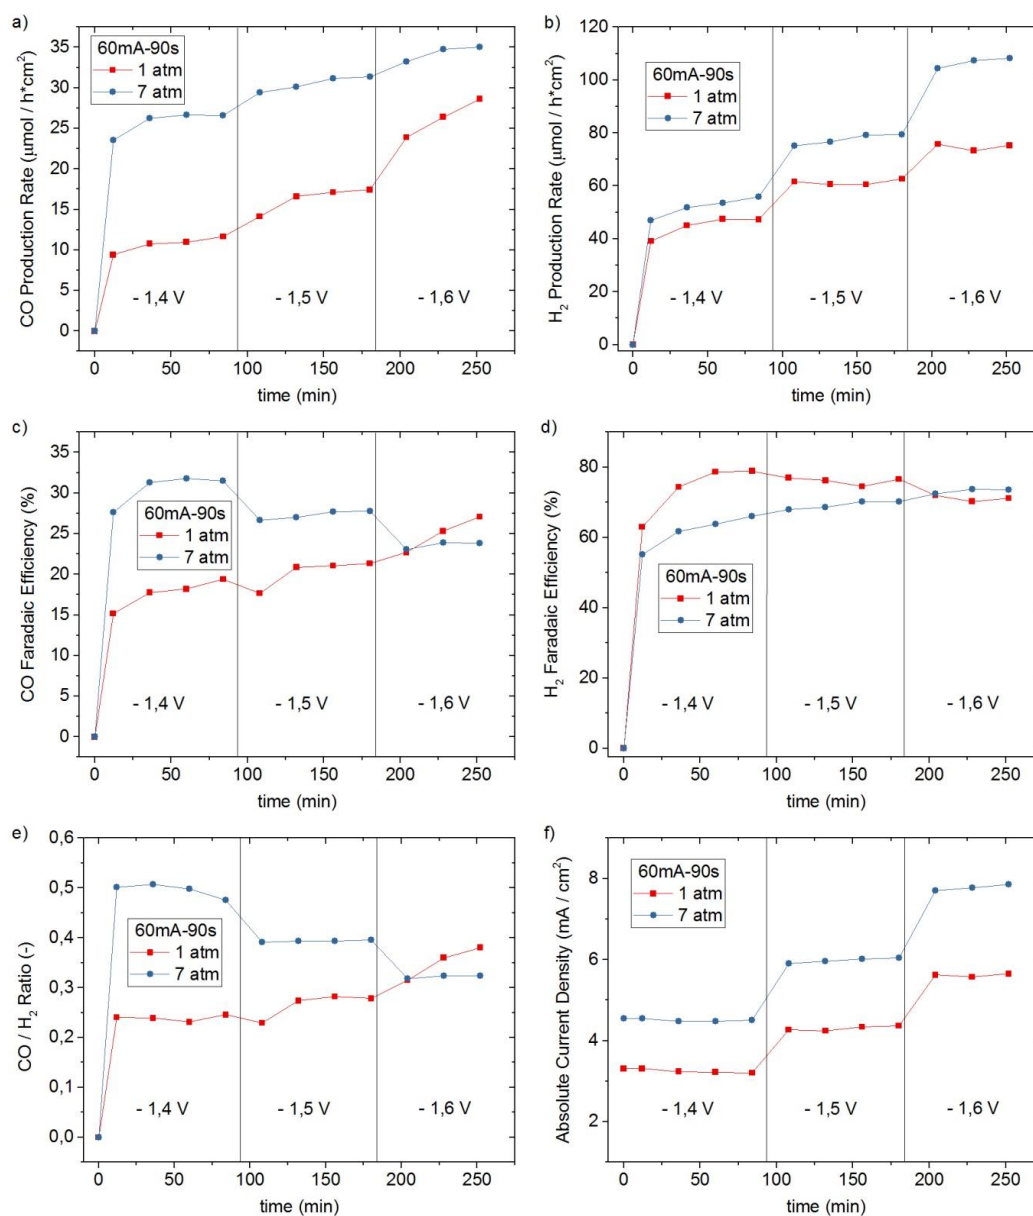 a)
35
30
25
20
15
10
5
0
CO Production Rate (µmol / h*cm²)
60mA-90s
1 atm
7 atm
- 1,4 V
- 1,5 V
- 1,6 V
0 50 100 150 200 250
time (min)
b)
120
100
80
60
40
20
0
H₂ Production Rate (µmol / h*cm²)
60mA-90s
1 atm
7 atm
- 1,4 V
- 1,5 V
- 1,6 V
0 50 100 150 200 250
time (min)
c)
35
30
25
20
15
10
5
0
CO Faradaic Efficiency (%)
60mA-90s
1 atm
7 atm
- 1,4 V
- 1,5 V
- 1,6 V
0 50 100 150 200 250
time (min)
d)
80
60
40
20
0
H₂ Faradaic Efficiency (%)
60mA-90s
1 atm
7 atm
- 1,4 V
- 1,5 V
- 1,6 V
0 50 100 150 200 250
time (min)
e)
0,6
0,5
0,4
0,3
0,2
0,1
0,0
CO / H₂ Ratio (-)
60mA-90s
1 atm
7 atm
- 1,4 V
- 1,5 V
- 1,6 V
0 50 100 150 200 250
time (min)
f)
8
6
4
2
Absolute Current Density (mA / cm²)
60mA-90s
1 atm
7 atm
- 1,4 V
- 1,5 V
- 1,6 V
0 50 100 150 200 250
time (min)